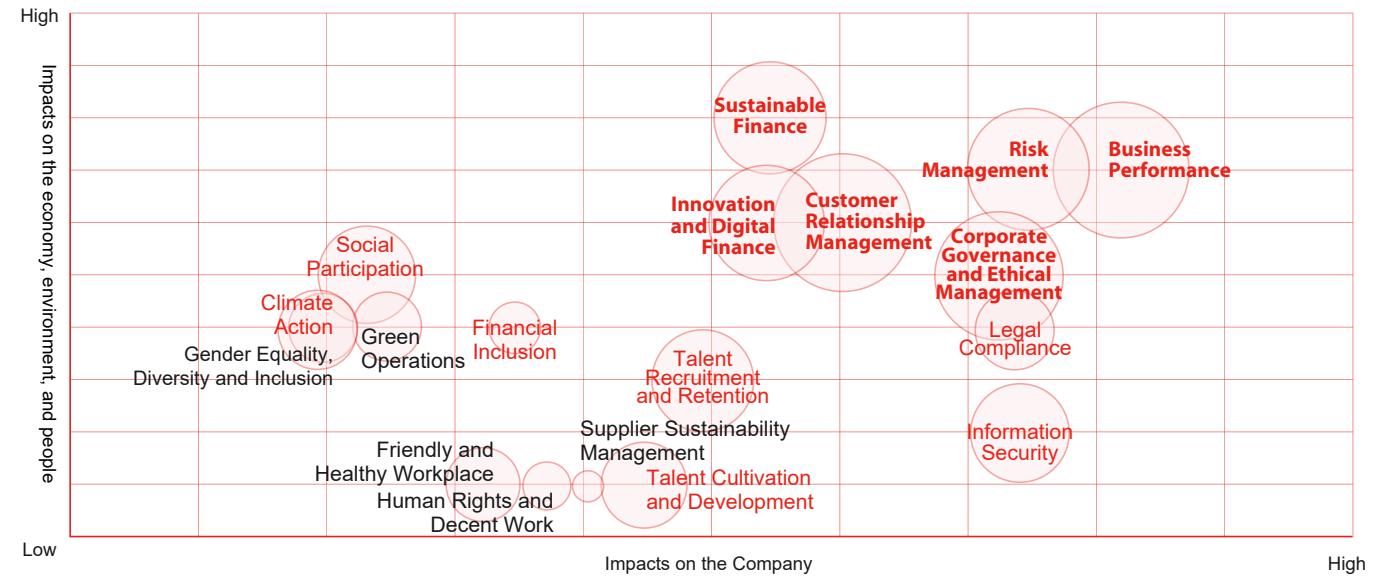 High
Impacts on the economy, environment, and people
Sustainable
Finance
Risk
Management
Business
Performance
Innovation
and Digital
Finance
Customer
Relationship
Management
Corporate
Governance
and Ethical
Management
Social
Participation
Climate
Action
Green
Operations
Gender Equality,
Diversity and Inclusion
Financial
Inclusion
Legal
Compliance
Talent
Recruitment
and Retention
Supplier Sustainability
Management
Information
Security
Friendly and
Healthy Workplace
Human Rights and
Decent Work
Talent Cultivation
and Development
Low
Impacts on the Company
High